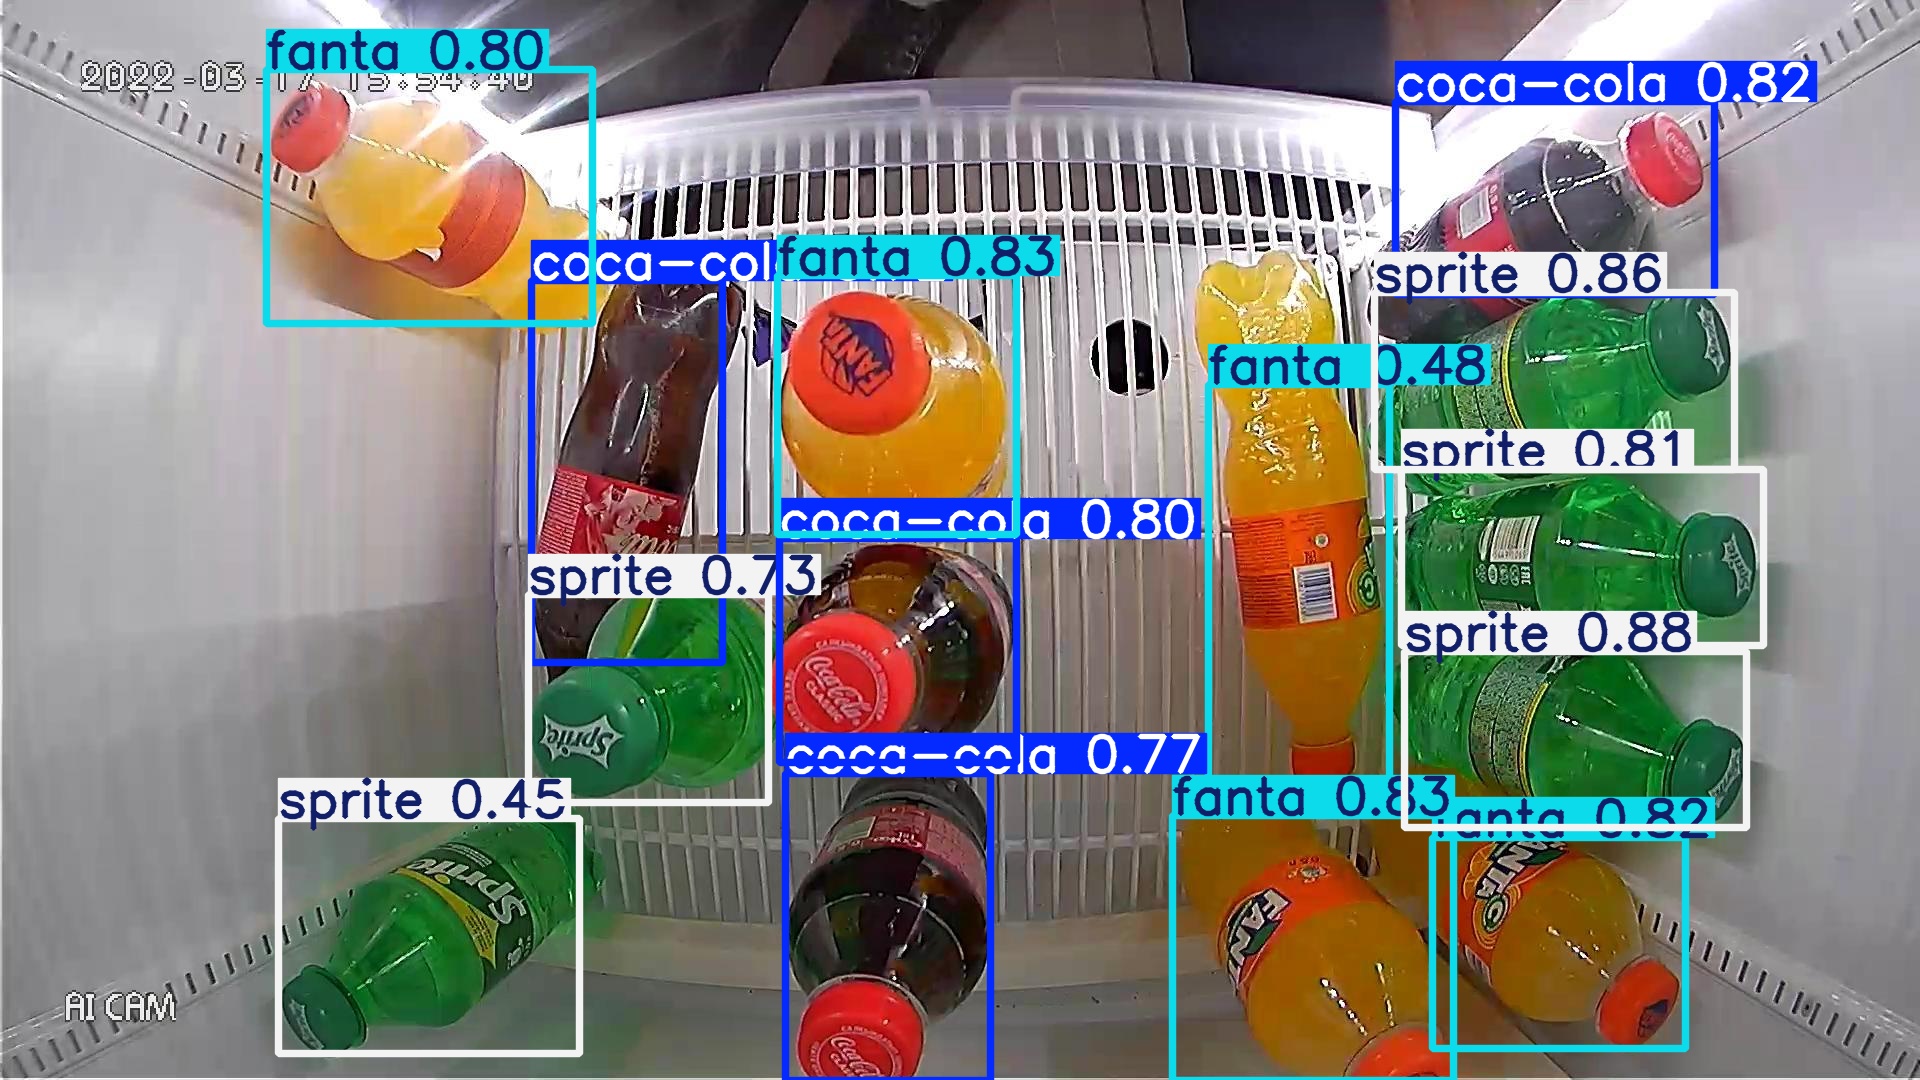 fanta 0.80
2022-03-17 15:54:40
coca-cola 0.82
coca-col
fanta 0.83
sprite 0.86
FANTA
fanta 0.48
sprite 0.81
coca-cola 0.80
Sprite
sprite 0.73
sprite 0.88
Coca-Cola
CLASSIC
Sprite
coca-cola 0.77
sprite 0.45
fanta 0.83
fanta 0.82
Sprite
FANTA
FANT
AI CAM
Coca-Cola